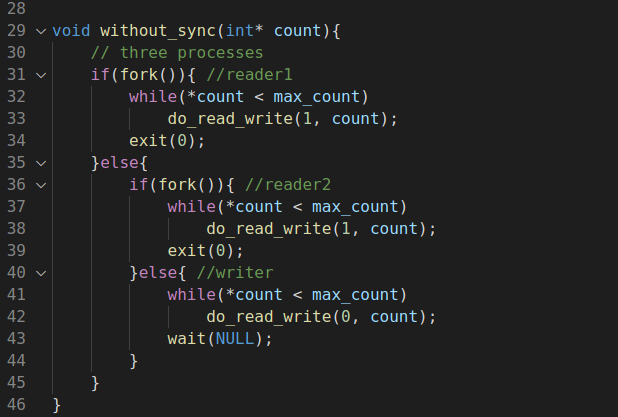 28
29 void without_sync(int* count){
30     // three processes
31     if(fork()){ //reader1
32         while(*count < max_count)
33             do_read_write(1, count);
34         exit(0);
35     }else{
36         if(fork()){ //reader2
37             while(*count < max_count)
38                 do_read_write(1, count);
39             exit(0);
40         }else{ //writer
41             while(*count < max_count)
42                 do_read_write(0, count);
43             wait(NULL);
44         }
45     }
46 }